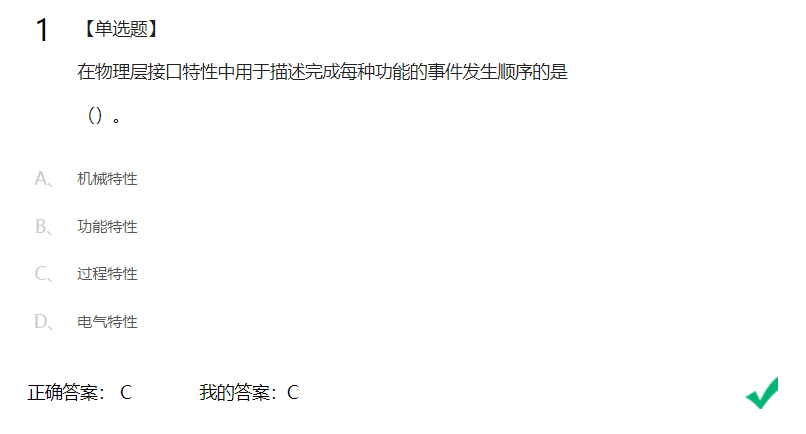 1 【单选题】
在物理层接口特性中用于描述完成每种功能的事件发生顺序的是
（）。
A、 机械特性
B、 功能特性
C、 过程特性
D、 电气特性
正确答案： C 我的答案：C